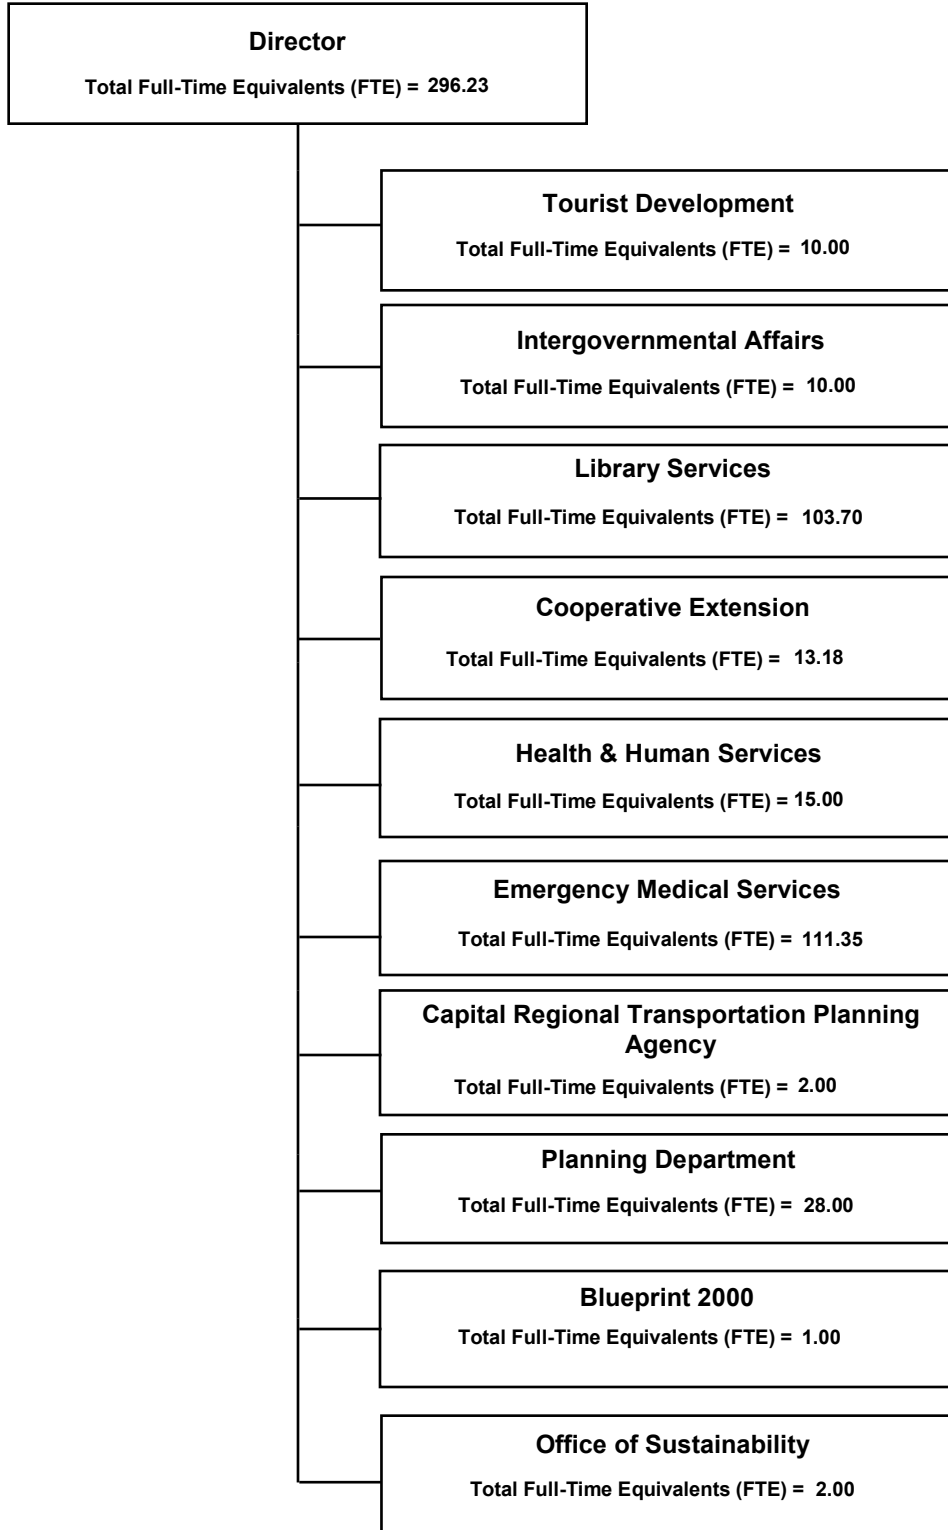 Director
Total Full-Time Equivalents (FTE) = 296.23
Tourist Development
Total Full-Time Equivalents (FTE) = 10.00
Intergovernmental Affairs
Total Full-Time Equivalents (FTE) = 10.00
Library Services
Total Full-Time Equivalents (FTE) = 103.70
Cooperative Extension
Total Full-Time Equivalents (FTE) = 13.18
Health & Human Services
Total Full-Time Equivalents (FTE) = 15.00
Emergency Medical Services
Total Full-Time Equivalents (FTE) = 111.35
Capital Regional Transportation Planning
Agency
Total Full-Time Equivalents (FTE) = 2.00
Planning Department
Total Full-Time Equivalents (FTE) = 28.00
Blueprint 2000
Total Full-Time Equivalents (FTE) = 1.00
Office of Sustainability
Total Full-Time Equivalents (FTE) = 2.00